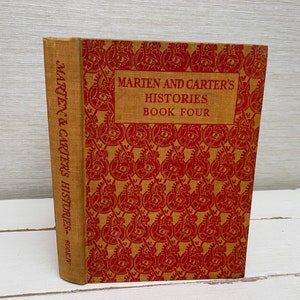 MARTEN AND CARTER'S
HISTORIES
BOOK FOUR
MARTEN & CARTER'S HISTORIES